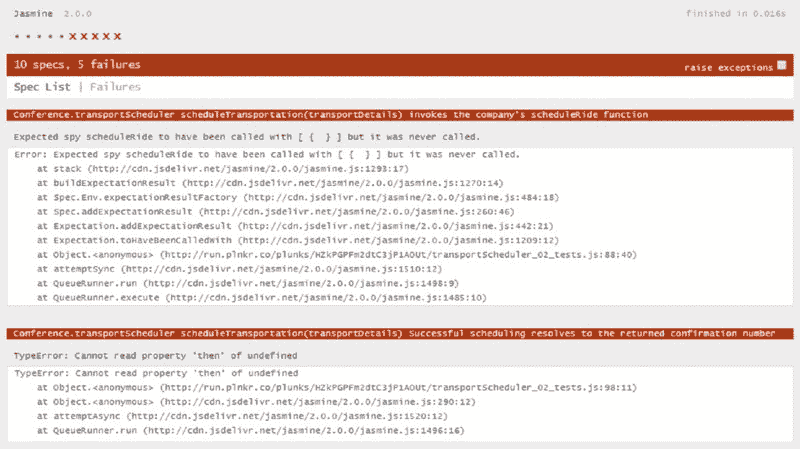 Jasmine 2.0.0
finished in 0.016s
• • • • • X X X X X
10 specs, 5 failures
raise exceptions
Spec List | Failures
Conference.transportScheduler scheduleTransportation(transportDetails) invokes the company's scheduleRide function
Expected spy scheduleRide to have been called with [ { } ] but it was never called.
Error: Expected spy scheduleRide to have been called with [ { } ] but it was never called.
at stack (http://cdn.jsdelivr.net/jasmine/2.0.0/jasmine.js:1293:17)
at buildExpectationResult (http://cdn.jsdelivr.net/jasmine/2.0.0/jasmine.js:1270:14)
at Spec.Env.expectationResultFactory (http://cdn.jsdelivr.net/jasmine/2.0.0/jasmine.js:484:18)
at Spec.addExpectationResult (http://cdn.jsdelivr.net/jasmine/2.0.0/jasmine.js:260:46)
at Expectation.addExpectationResult (http://cdn.jsdelivr.net/jasmine/2.0.0/jasmine.js:442:21)
at Expectation.toHaveBeenCalledWith (http://cdn.jsdelivr.net/jasmine/2.0.0/jasmine.js:1209:12)
at Object.<anonymous> (http://run.plnkr.co/plunks/HZkPGPFm2dtC3jP1AOUt/transportScheduler_02_tests.js:88:40)
at attemptSync (http://cdn.jsdelivr.net/jasmine/2.0.0/jasmine.js:1510:12)
at QueueRunner.run (http://cdn.jsdelivr.net/jasmine/2.0.0/jasmine.js:1498:9)
at QueueRunner.execute (http://cdn.jsdelivr.net/jasmine/2.0.0/jasmine.js:1485:10)
Conference.transportScheduler scheduleTransportation(transportDetails) Successful scheduling resolves to the returned confirmation number
TypeError: Cannot read property 'then' of undefined
TypeError: Cannot read property 'then' of undefined
at Object.<anonymous> (http://run.plnkr.co/plunks/HZkPGPFm2dtC3jP1AOUt/transportScheduler_02_tests.js:98:11)
at Object.<anonymous> (http://cdn.jsdelivr.net/jasmine/2.0.0/jasmine.js:290:12)
at attemptAsync (http://cdn.jsdelivr.net/jasmine/2.0.0/jasmine.js:1520:12)
at QueueRunner.run (http://cdn.jsdelivr.net/jasmine/2.0.0/jasmine.js:1496:16)